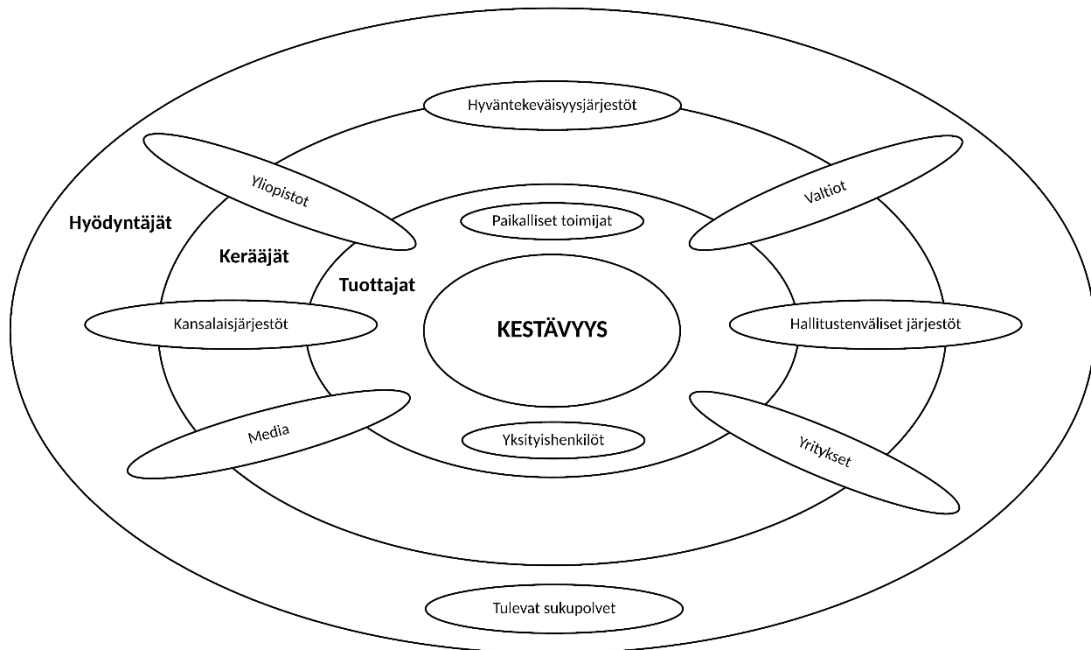 Hyväntekeväisyysjärjestöt
Yliopistot
Valtiot
Hyödyntäjät
Paikalliset toimijat
Kerääjät
Tuottajat
Kansalaisjärjestöt
KESTÄVYYS
Hallitustenväliset järjestöt
Media
Yksityishenkilöt
Yritykset
Tulevat sukupolvet